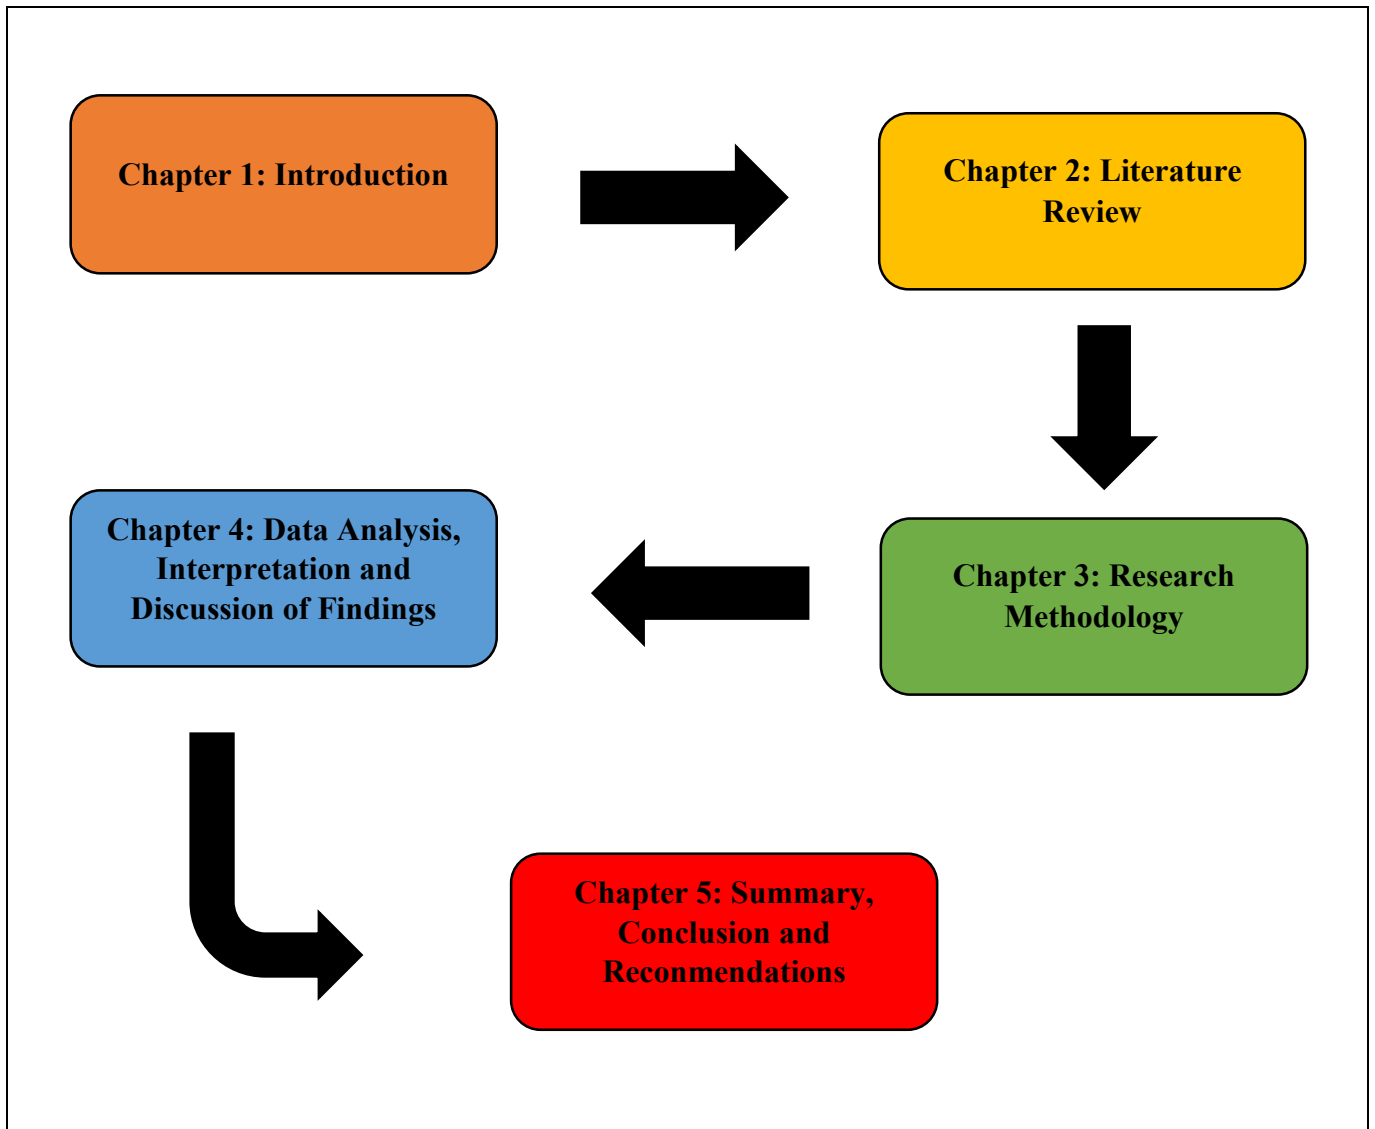 Chapter 1: Introduction
Chapter 2: Literature
Review
Chapter 3: Research
Methodology
Chapter 4: Data Analysis,
Interpretation and
Discussion of Findings
Chapter 5: Summary,
Conclusion and
Reconmendations